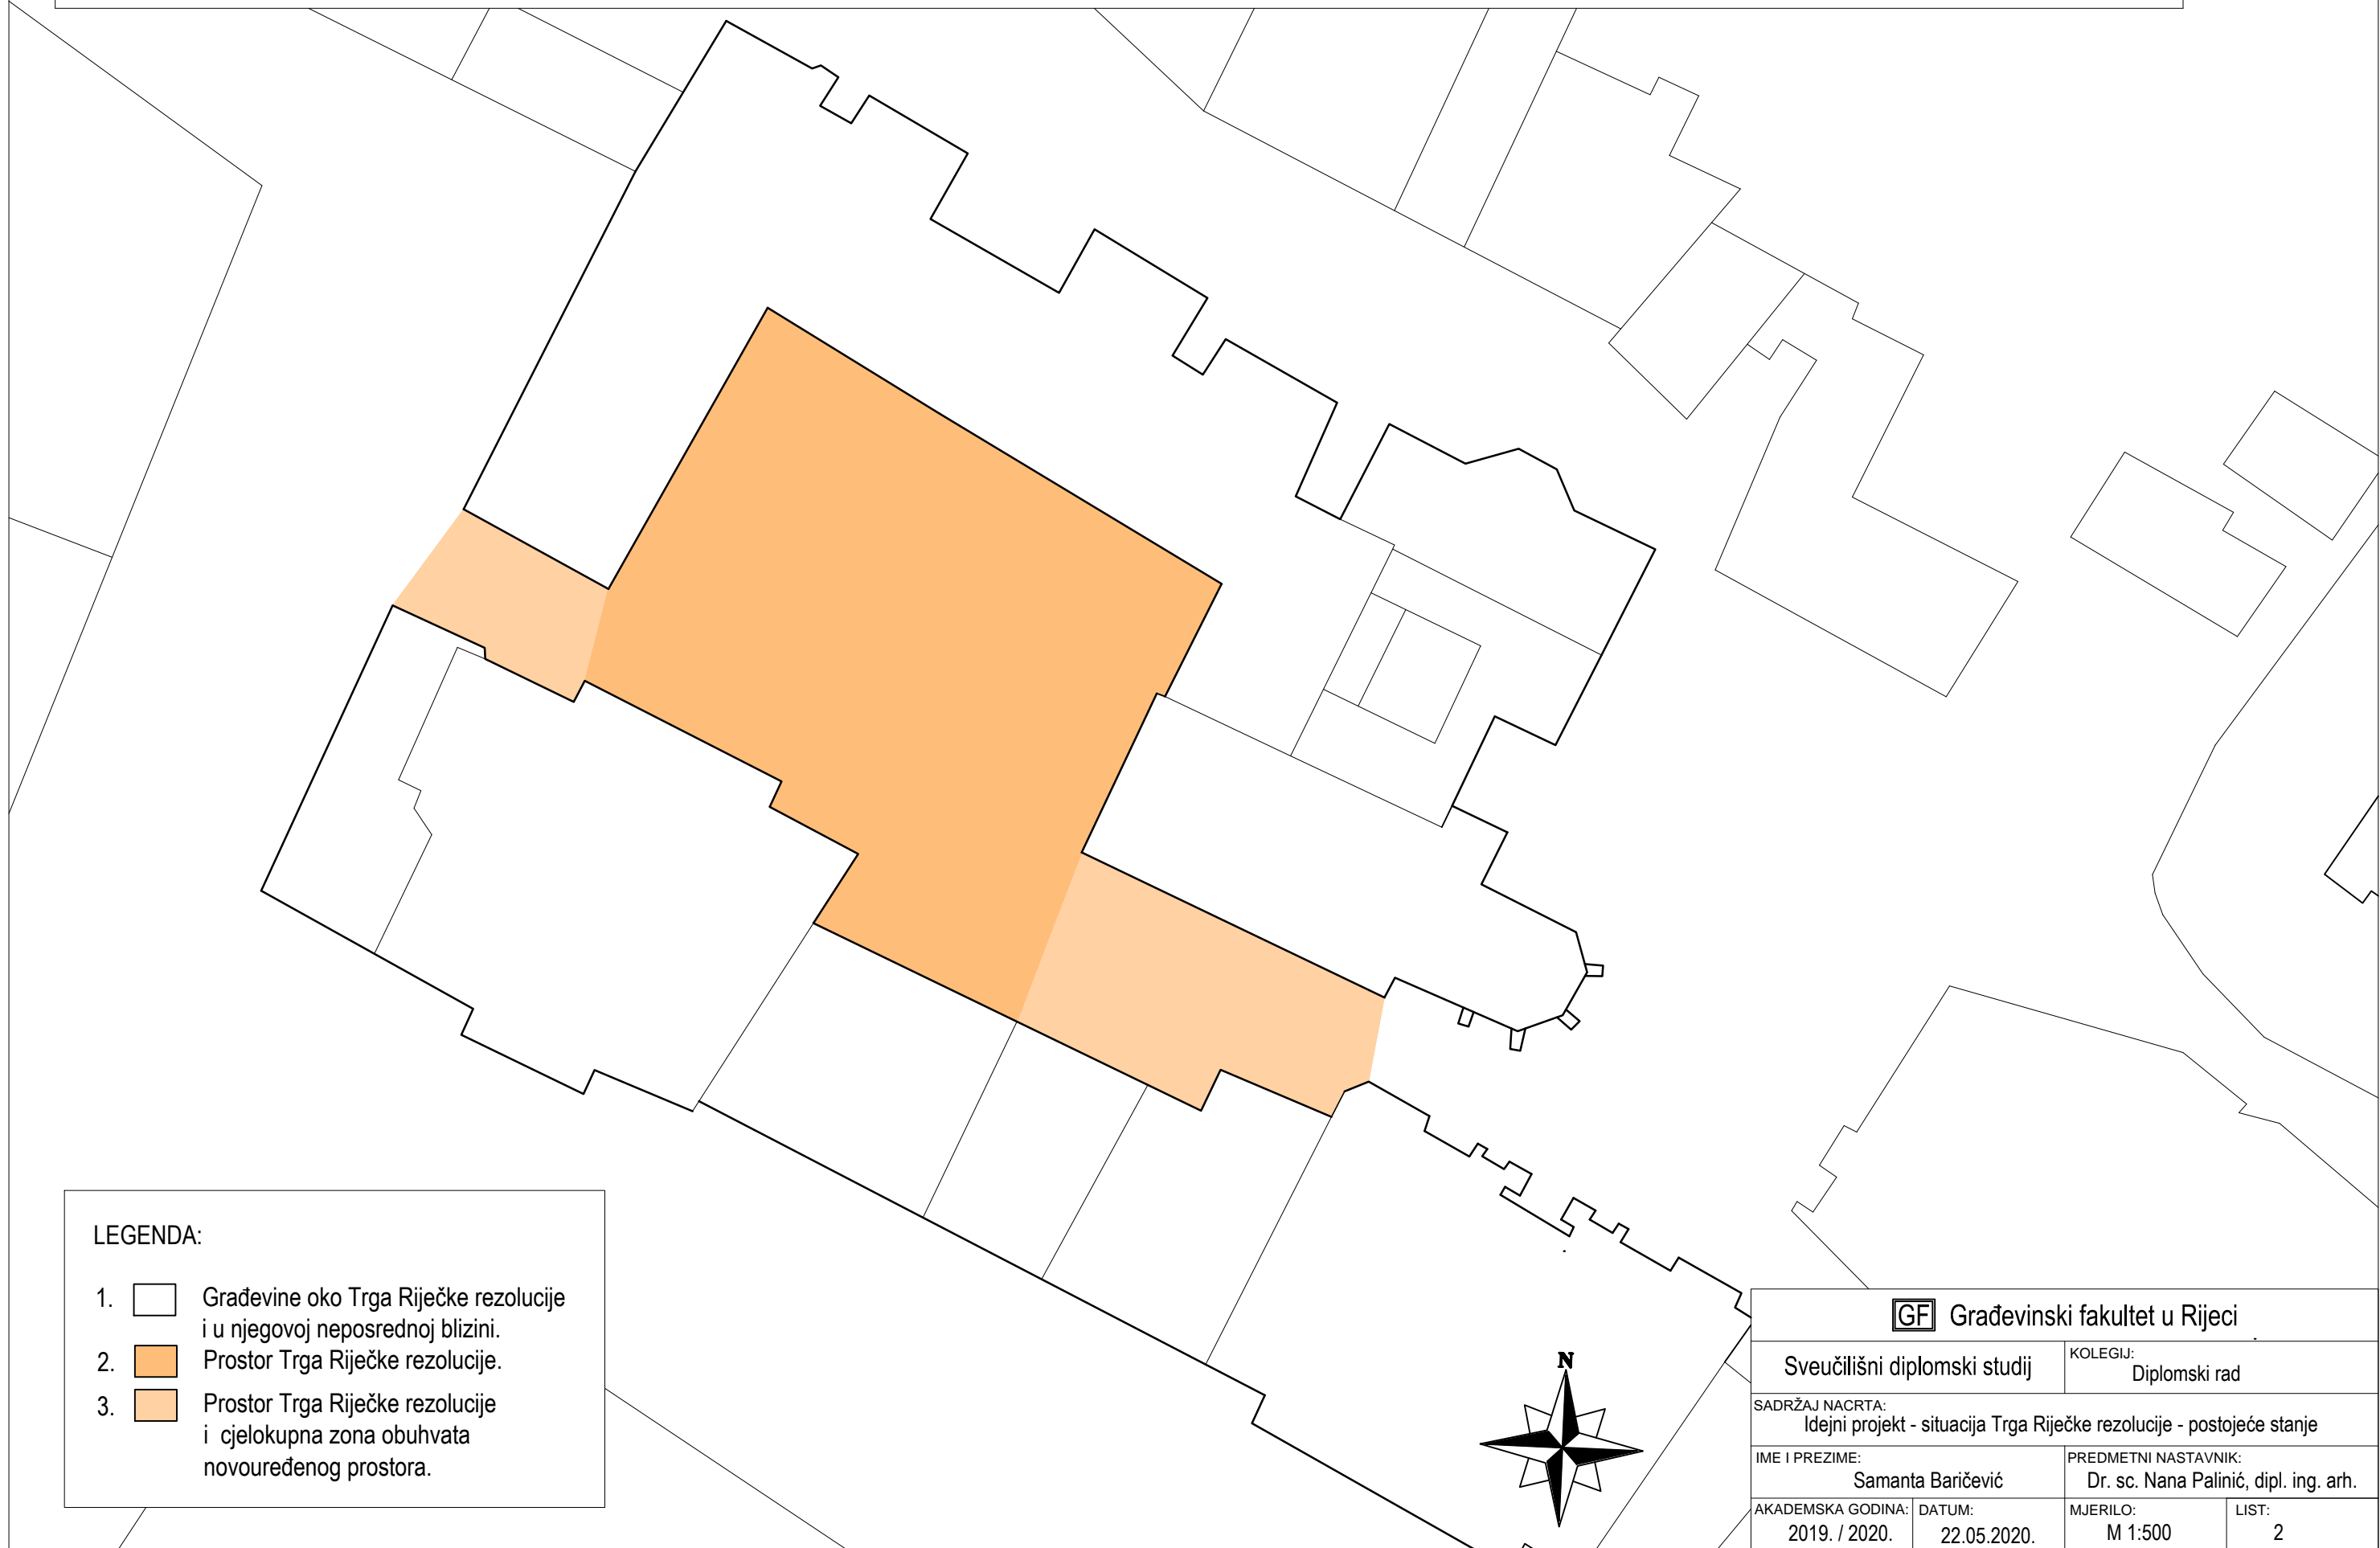 LEGENDA:
1. Građevine oko Trga Riječke rezolucije
i u njegovoj neposrednoj blizini.
2. Prostor Trga Riječke rezolucije.
3. Prostor Trga Riječke rezolucije
i cjelokupna zona obuhvata
novouređenog prostora.
N
GF Građevinski fakultet u Rijeci
Sveučilišni diplomski studij
KOLEGIJ:
Diplomski rad
SADRŽAJ NACRTA:
Idejni projekt - situacija Trga Riječke rezolucije - postojeće stanje
IME I PREZIME:
Samanta Baričević
PREDMETNI NASTAVNIK:
Dr. sc. Nana Palinić, dipl. ing. arh.
AKADEMSKA GODINA:
2019. / 2020.
DATUM:
22.05.2020.
MJERILO:
M 1:500
LIST:
2